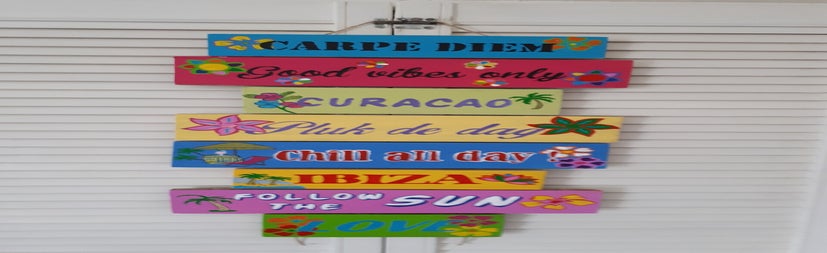 CARPE DIEM
Good vibes only
CURACAO
Pluk de dag
Chill all day
IBIZA
FOLLOW THE SUN
LOVE